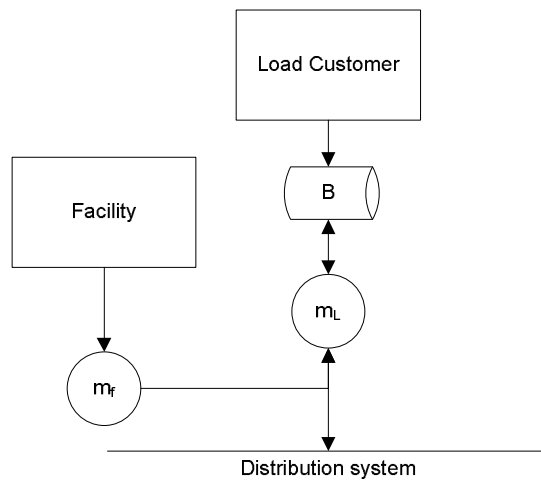 Load Customer
B
Facility
mL
mf
Distribution system